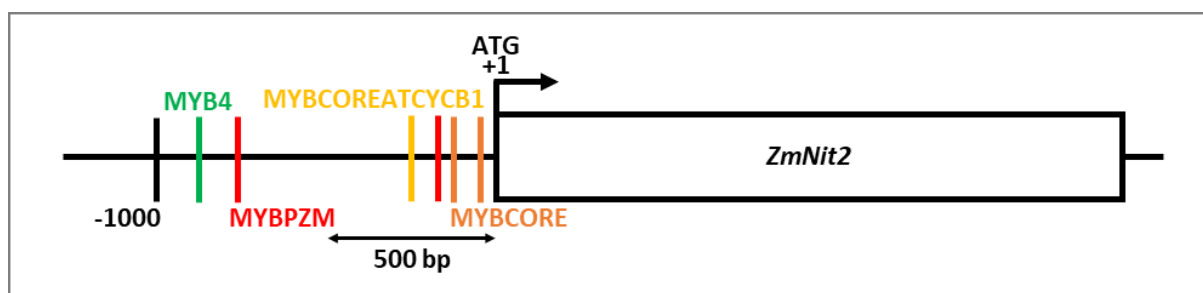 ATG
+1
MYB4
MYBCOREATCYCB1
ZmNit2
-1000
MYBPZM
MYBCORE
500 bp